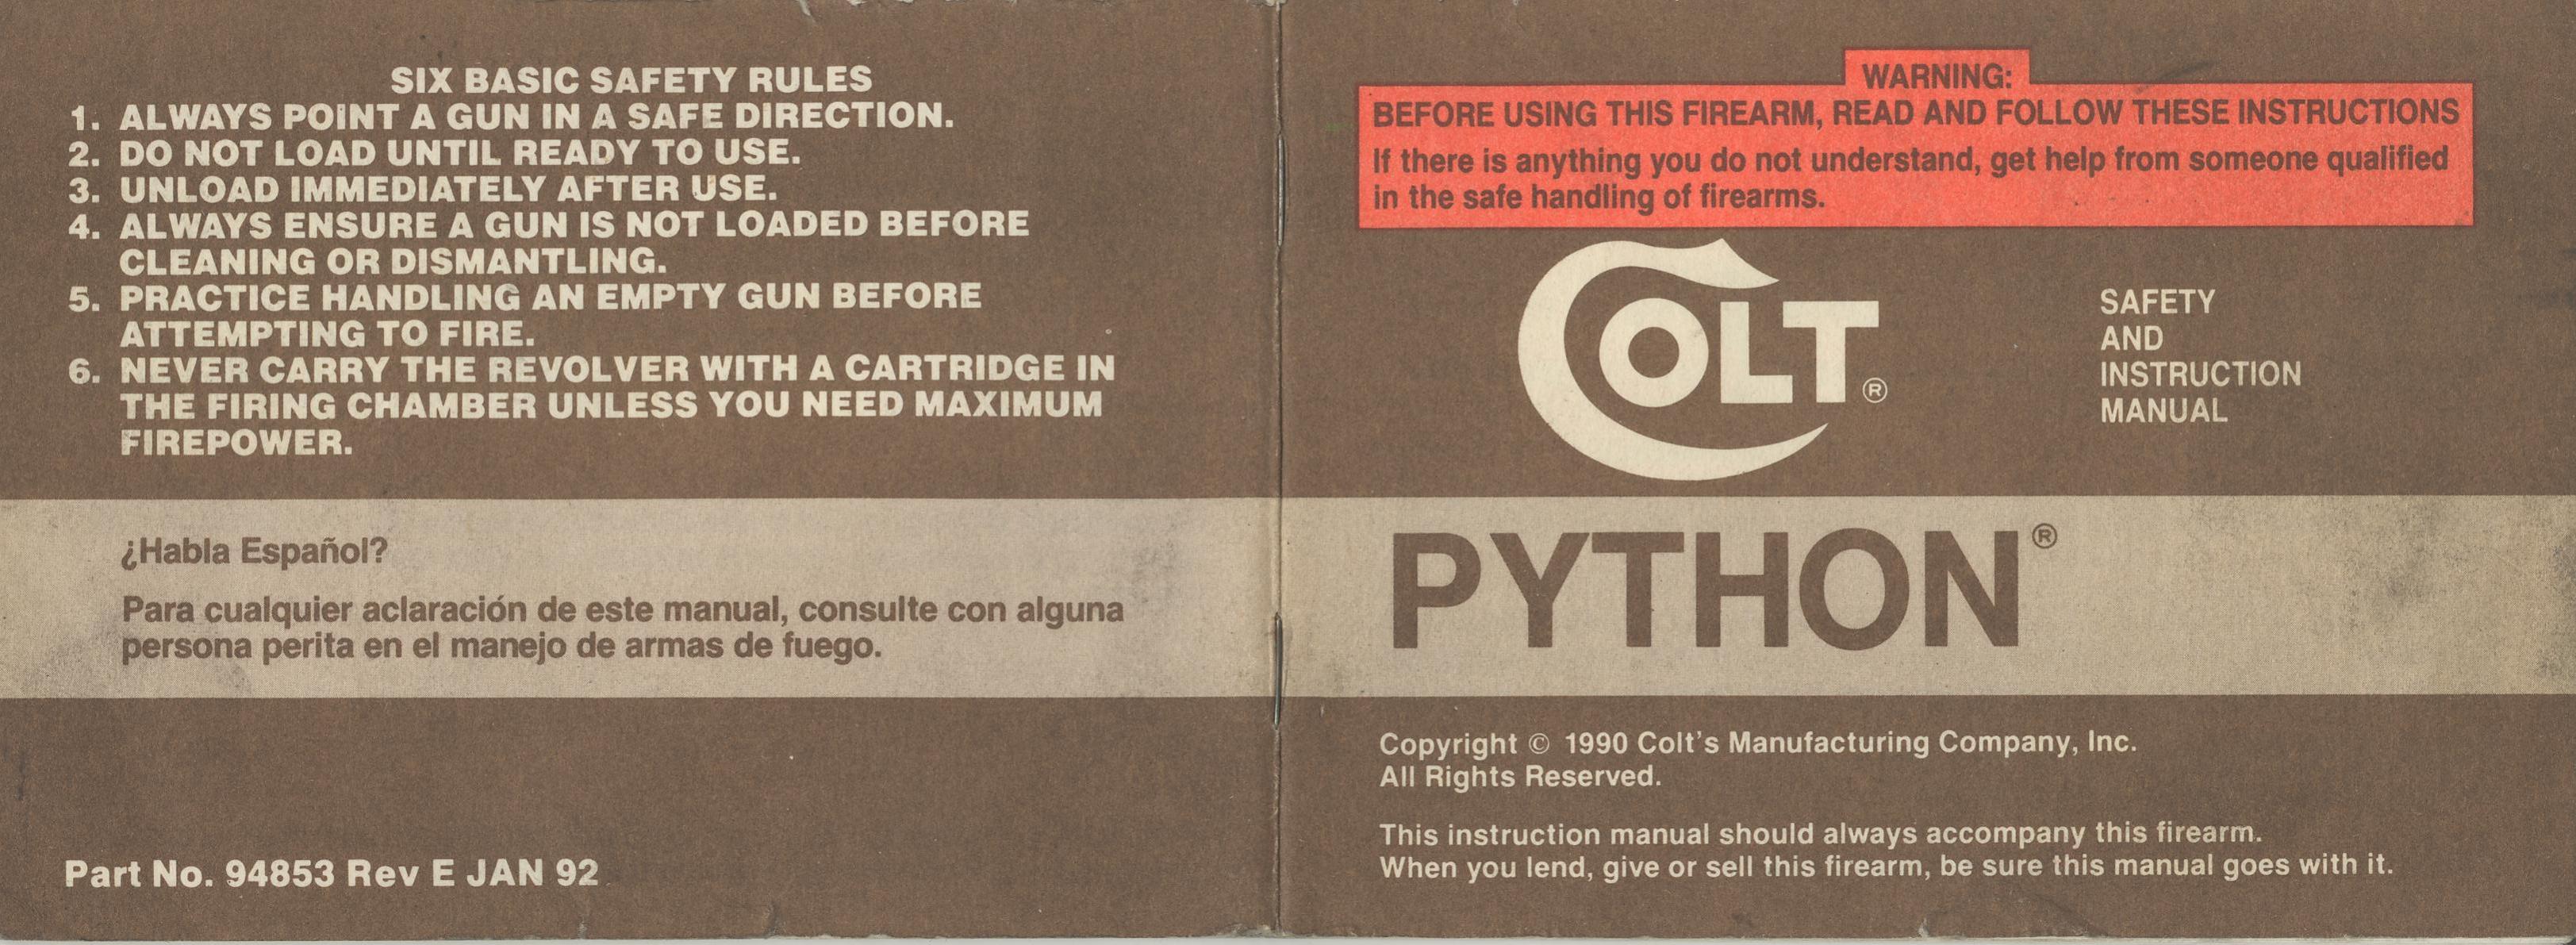 SIX BASIC SAFETY RULES
1. ALWAYS POINT A GUN IN A SAFE DIRECTION.
2. DO NOT LOAD UNTIL READY TO USE.
3. UNLOAD IMMEDIATELY AFTER USE.
4. ALWAYS ENSURE A GUN IS NOT LOADED BEFORE
CLEANING OR DISMANTLING.
5. PRACTICE HANDLING AN EMPTY GUN BEFORE
ATTEMPTING TO FIRE.
6. NEVER CARRY THE REVOLVER WITH A CARTRIDGE IN
THE FIRING CHAMBER UNLESS YOU NEED MAXIMUM
FIREPOWER.
¿Habla Español?
Para cualquier aclaración de este manual, consulte con alguna
persona perita en el manejo de armas de fuego.
Part No. 94853 Rev E JAN 92
WARNING:
BEFORE USING THIS FIREARM, READ AND FOLLOW THESE INSTRUCTIONS
If there is anything you do not understand, get help from someone qualified
in the safe handling of firearms.
COLT®
SAFETY
AND
INSTRUCTION
MANUAL
PYTHON®
Copyright © 1990 Colt's Manufacturing Company, Inc.
All Rights Reserved.
This instruction manual should always accompany this firearm.
When you lend, give or sell this firearm, be sure this manual goes with it.